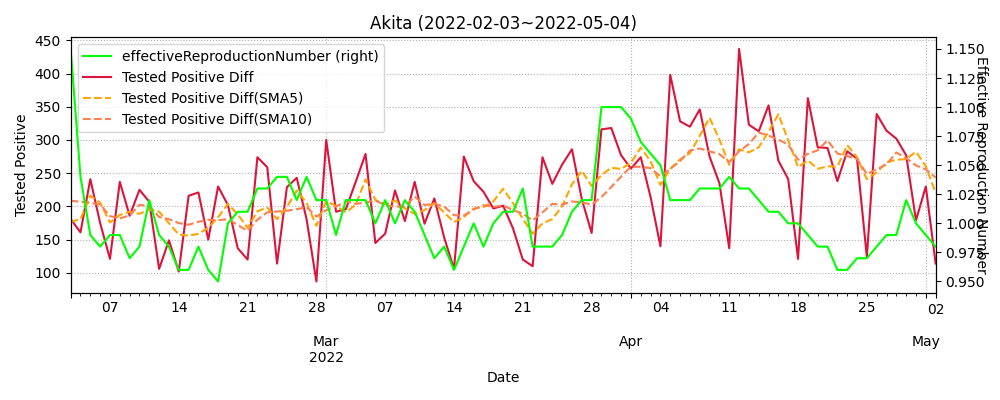 Akita (2022-02-03~2022-05-04)
effectiveReproductionNumber (right)
Tested Positive Diff
Tested Positive Diff(SMA5)
Tested Positive Diff(SMA10)
Tested Positive
450
400
350
300
250
200
150
100
1.150
1.125
1.100
1.075
1.050
1.025
1.000
0.975
0.950
Effective Reproduction Number
07 14 21 28 07 14 21 28 04 11 18 25 02
Mar Apr May
2022
Date